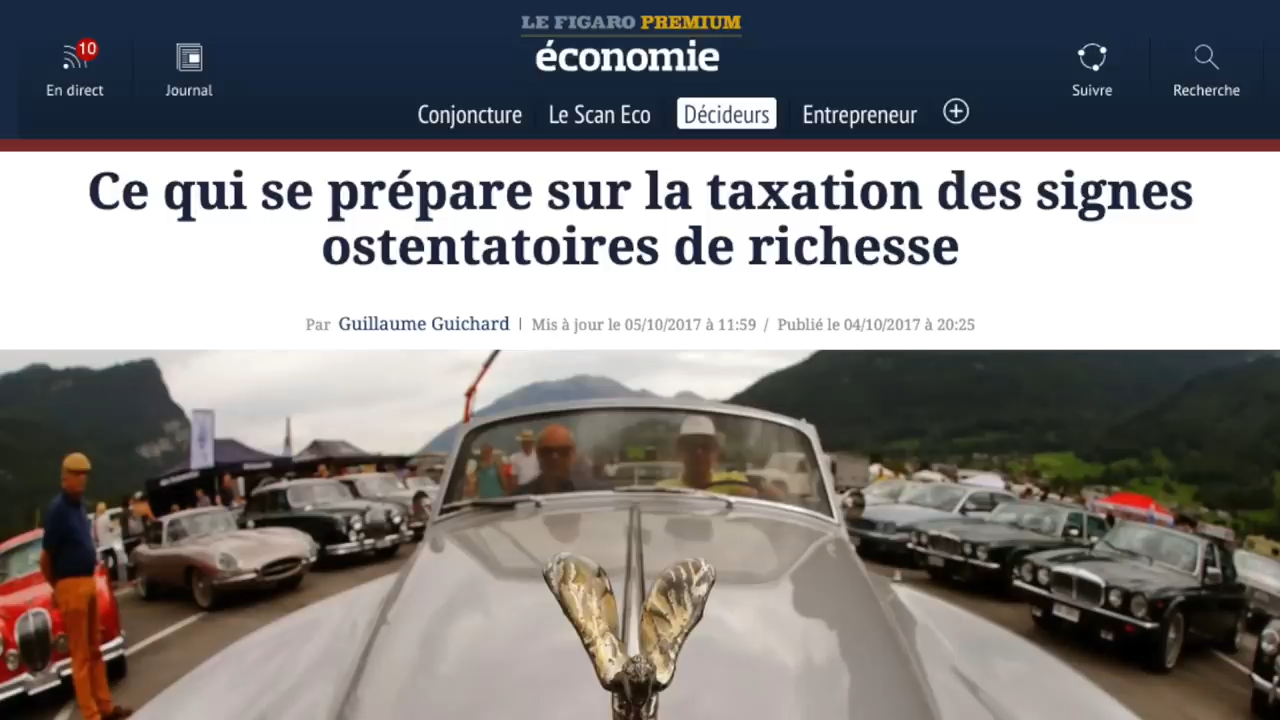 LE FIGARO PREMIUM
économie
10
En direct
Journal
Suivre
Recherche
Conjoncture Le Scan Eco Décideurs Entrepreneur
Ce qui se prépare sur la taxation des signes
ostentatoires de richesse
Par Guillaume Guichard | Mis à jour le 05/10/2017 à 11:59 / Publié le 04/10/2017 à 20:25